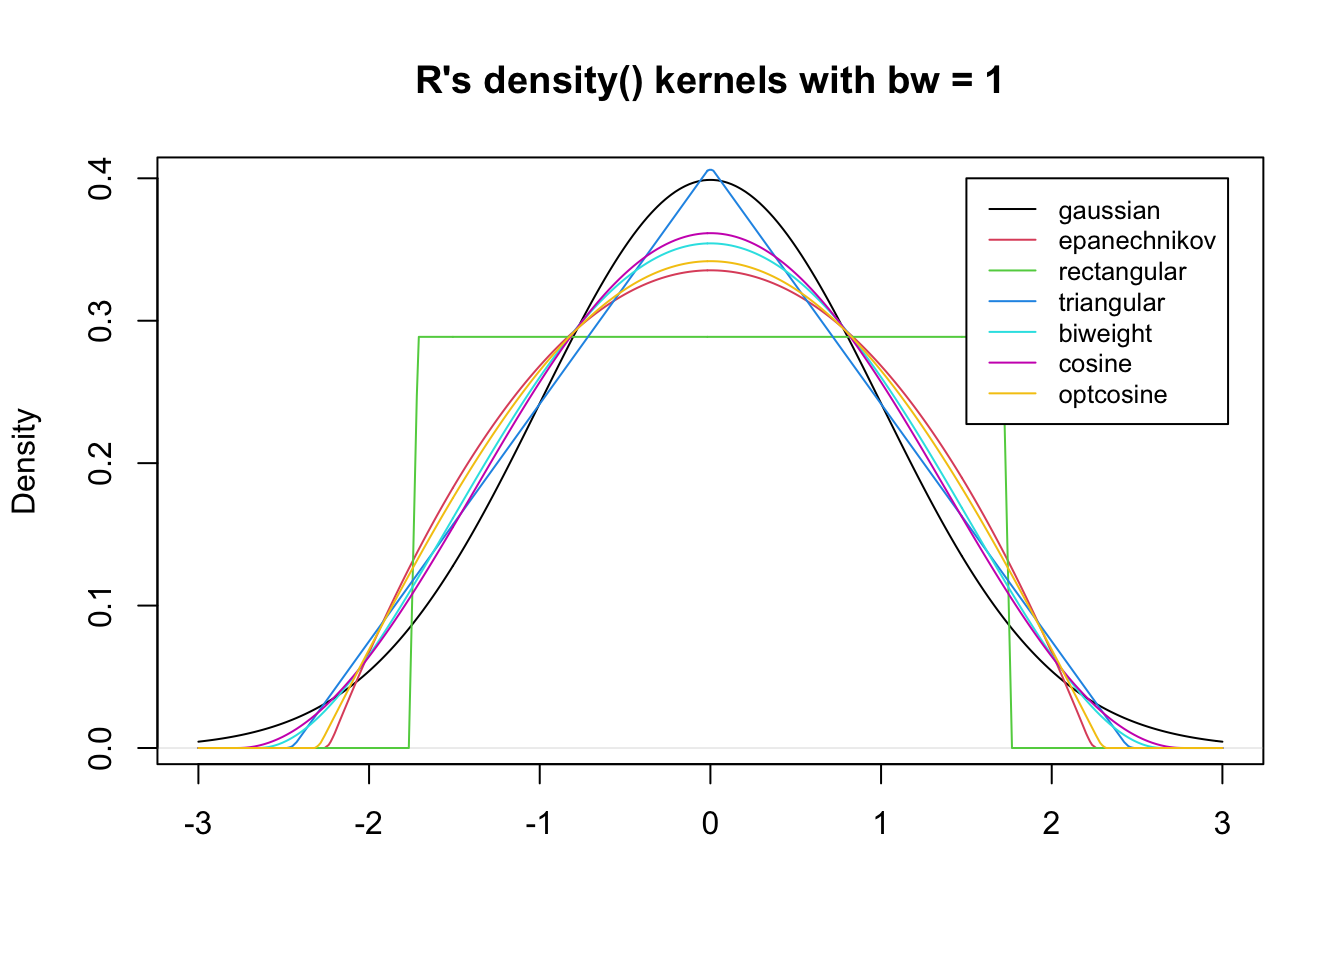 R's density() kernels with bw = 1
Density
0.4
0.3
0.2
0.1
0.0
gaussian
epanechnikov
rectangular
triangular
biweight
cosine
optcosine
-3 -2 -1 0 1 2 3